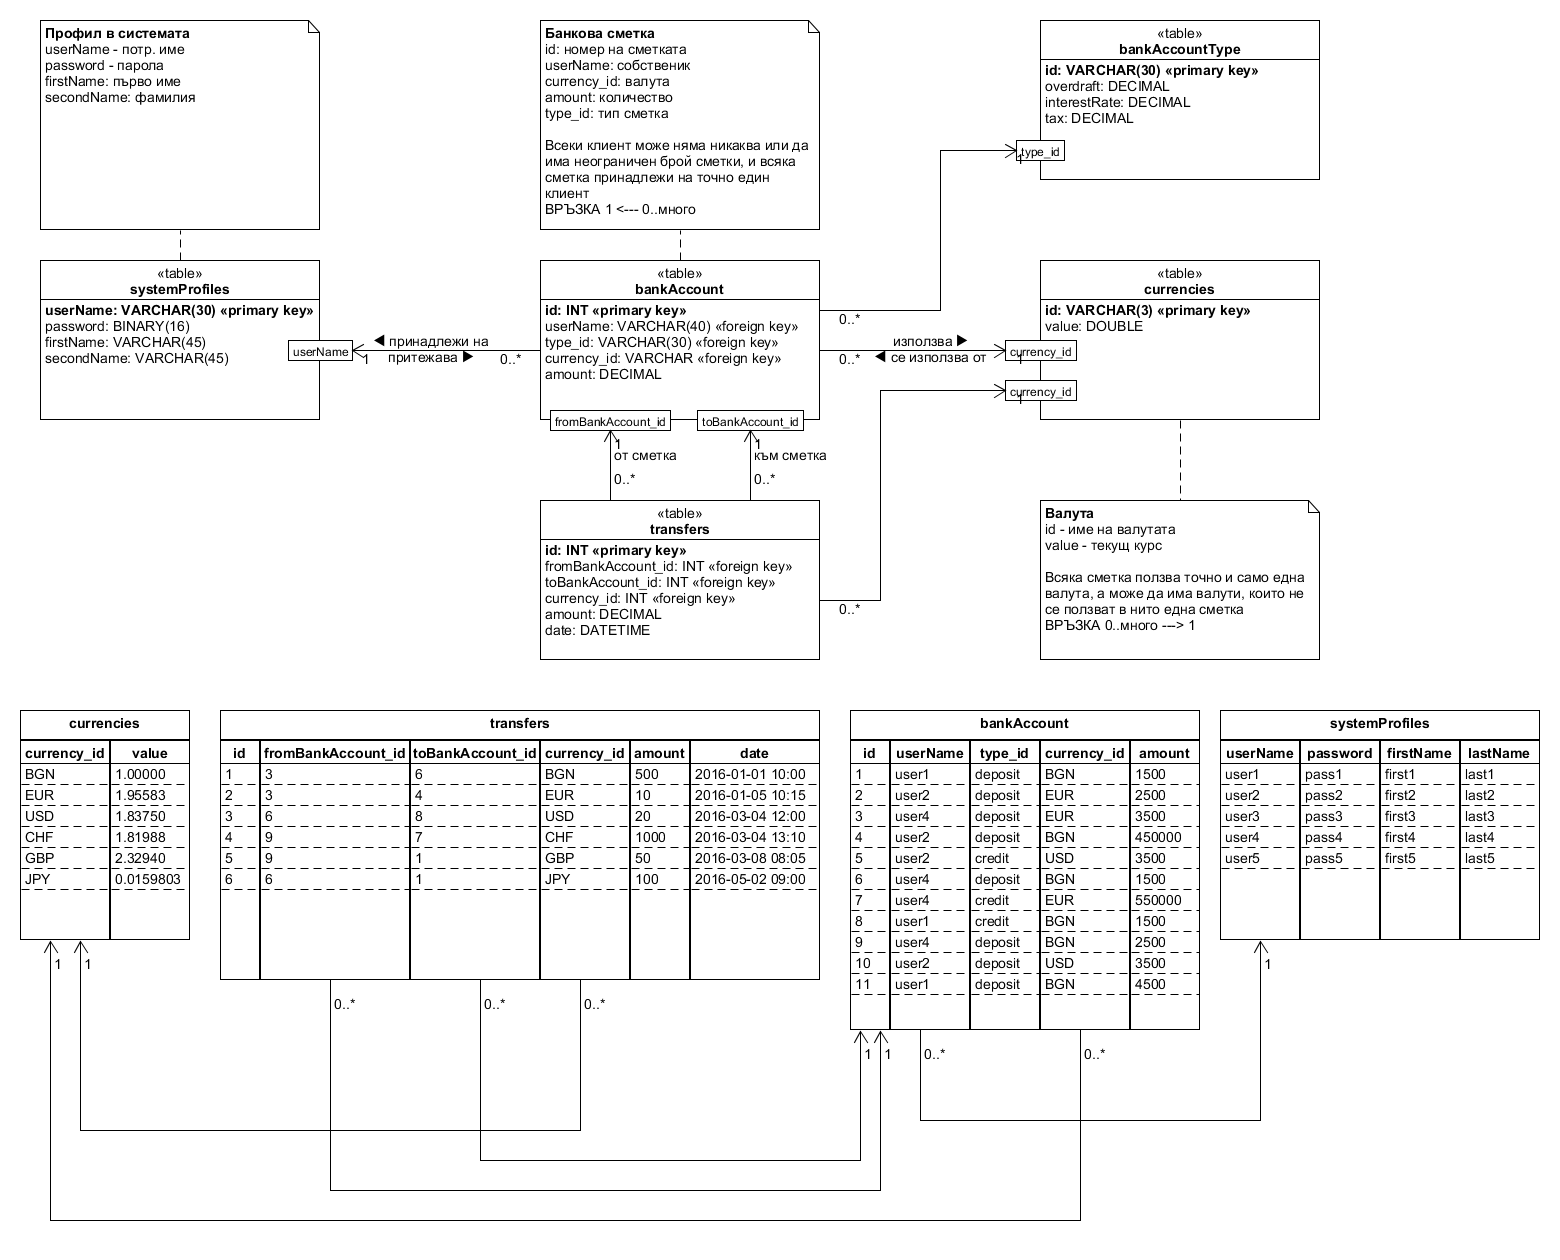 Профил в системата
userName - потр. име
password - парола
firstName: първо име
secondName: фамилия
Банкова сметка
id: номер на сметката
userName: собственик
currency_id: валута
amount: количество
type_id: тип сметка
Всеки клиент може няма никаква или да
има неограничен брой сметки, и всяка
сметка принадлежи на точно един
клиент
ВРЪЗКА 1 <--- 0..много
«table»
bankAccountType
id: VARCHAR(30) «primary key»
overdraft: DECIMAL
interestRate: DECIMAL
tax: DECIMAL
type_id
1
«table»
systemProfiles
userName: VARCHAR(30) «primary key»
password: BINARY(16)
firstName: VARCHAR(45)
secondName: VARCHAR(45)
userName
1
◀ принадлежи на
притежава ▶
0..*
«table»
bankAccount
id: INT «primary key»
userName: VARCHAR(40) «foreign key»
type_id: VARCHAR(30) «foreign key»
currency_id: VARCHAR «foreign key»
amount: DECIMAL
fromBankAccount_id
toBankAccount_id
0..*
използва ▶
0..*
◀ се използва от
«table»
currencies
id: VARCHAR(3) «primary key»
value: DOUBLE
currency_id
1
currency_id
1
1
от сметка
0..*
1
към сметка
0..*
«table»
transfers
id: INT «primary key»
fromBankAccount_id: INT «foreign key»
toBankAccount_id: INT «foreign key»
currency_id: INT «foreign key»
amount: DECIMAL
date: DATETIME
0..*
Валута
id - име на валутата
value - текущ курс
Всяка сметка ползва точно и само една
валута, а може да има валути, които не
се ползват в нито една сметка
ВРЪЗКА 0..много ---> 1
currencies
currency_id value
BGN 1.00000
EUR 1.95583
USD 1.83750
CHF 1.81988
GBP 2.32940
JPY 0.0159803
transfers
id fromBankAccount_id toBankAccount_id currency_id amount date
1 3 6 BGN 500 2016-01-01 10:00
2 3 4 EUR 10 2016-01-05 10:15
3 6 8 USD 20 2016-03-04 12:00
4 9 7 CHF 1000 2016-03-04 13:10
5 9 1 GBP 50 2016-03-08 08:05
6 6 1 JPY 100 2016-05-02 09:00
bankAccount
id userName type_id currency_id amount
1 user1 deposit BGN 1500
2 user2 deposit EUR 2500
3 user4 deposit EUR 3500
4 user2 deposit BGN 450000
5 user2 credit USD 3500
6 user4 deposit BGN 1500
7 user4 credit EUR 550000
8 user1 credit BGN 1500
9 user4 deposit BGN 2500
10 user2 deposit USD 3500
11 user1 deposit BGN 4500
systemProfiles
userName password firstName lastName
user1 pass1 first1 last1
user2 pass2 first2 last2
user3 pass3 first3 last3
user4 pass4 first4 last4
user5 pass5 first5 last5
1 1
0..* 0..* 0..*
1 1 0..* 0..*
1